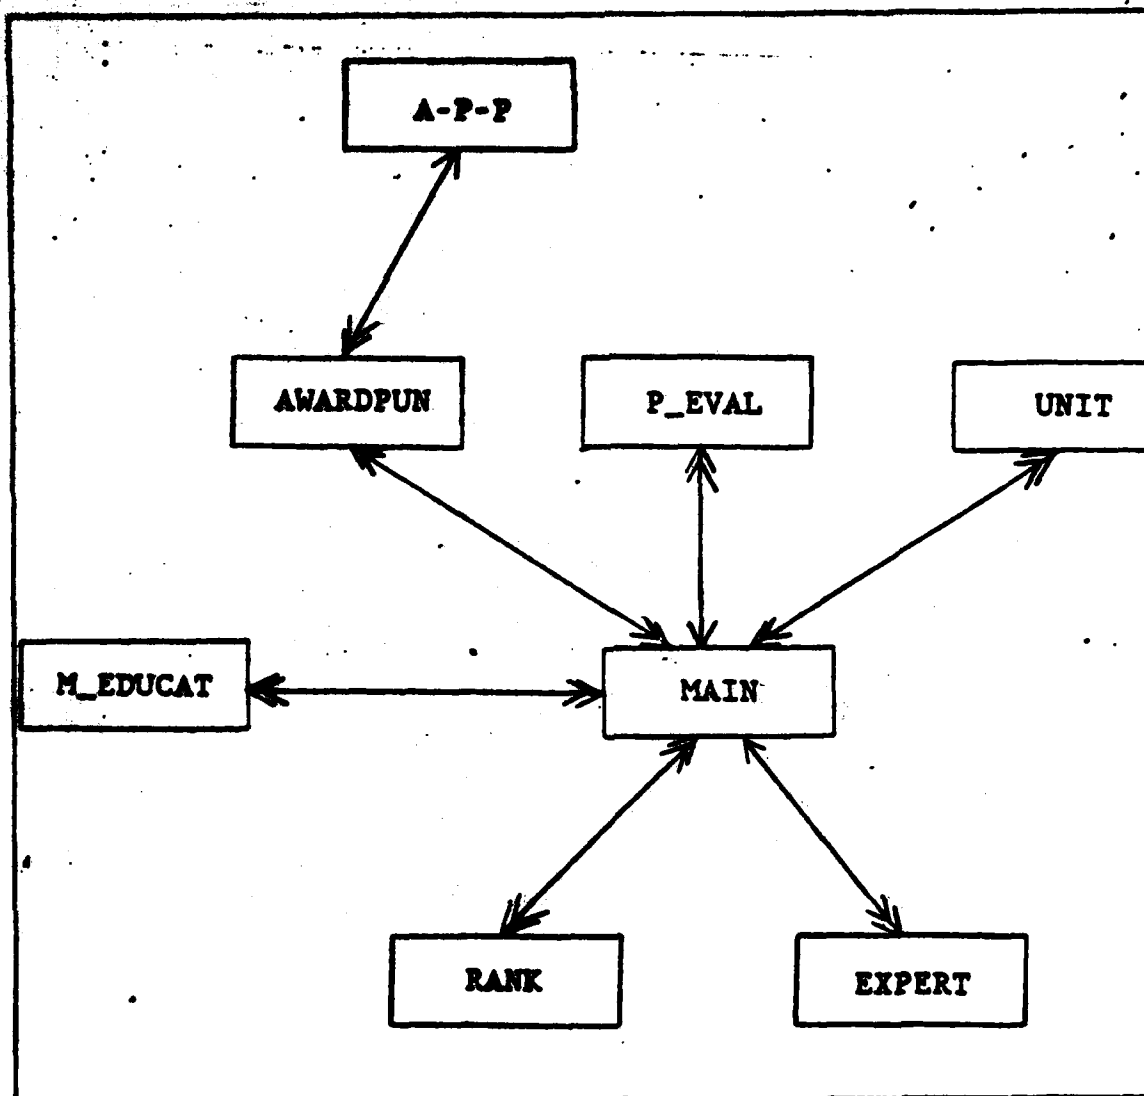 A-P-P
AWARDPUN
P_EVAL
UNIT
M_EDUCAT
MAIN
RANK
EXPERT